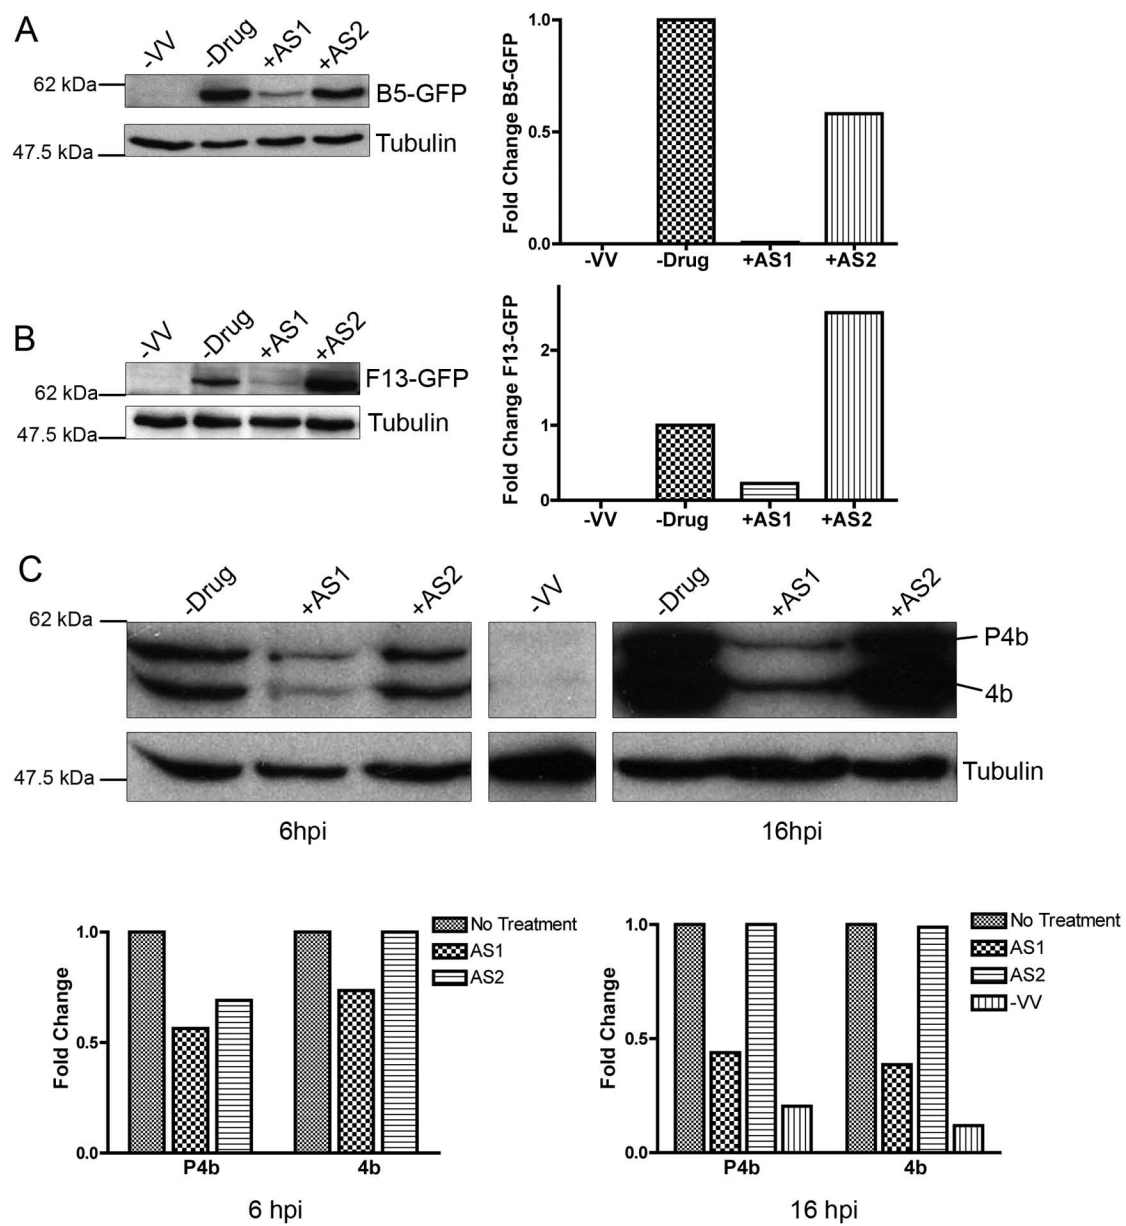 A
-VV
-Drug
+AS1
+AS2
62 kDa
B5-GFP
Tubulin
47.5 kDa
Fold Change B5-GFP
1.0
0.5
0.0
-VV
-Drug
+AS1
+AS2
B
-VV
-Drug
+AS1
+AS2
F13-GFP
62 kDa
Tubulin
47.5 kDa
Fold Change F13-GFP
2
1
0
-VV
-Drug
+AS1
+AS2
C
-Drug
+AS1
+AS2
-VV
-Drug
+AS1
+AS2
62 kDa
P4b
4b
47.5 kDa
Tubulin
6hpi
16hpi
Fold Change
1.0
0.5
0.0
No Treatment
AS1
AS2
P4b
4b
6 hpi
Fold Change
1.0
0.5
0.0
No Treatment
AS1
AS2
-VV
P4b
4b
16 hpi